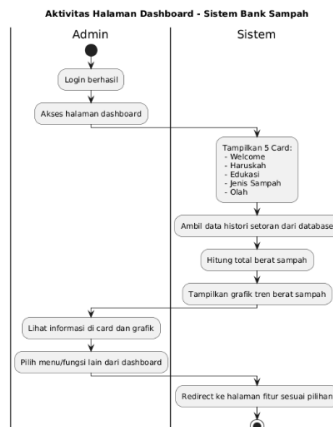 Aktivitas Halaman Dashboard - Sistem Bank Sampah
Admin
Sistem
Login berhasil
Akses halaman dashboard
Tampilkan 5 Card:
- Welcome
- Haruskah
- Edukasi
- Jenis Sampah
- Olah
Ambil data histori setoran dari database
Hitung total berat sampah
Tampilkan grafik tren berat sampah
Lihat informasi di card dan grafik
Pilih menu/fungsi lain dari dashboard
Redirect ke halaman fitur sesuai pilihan